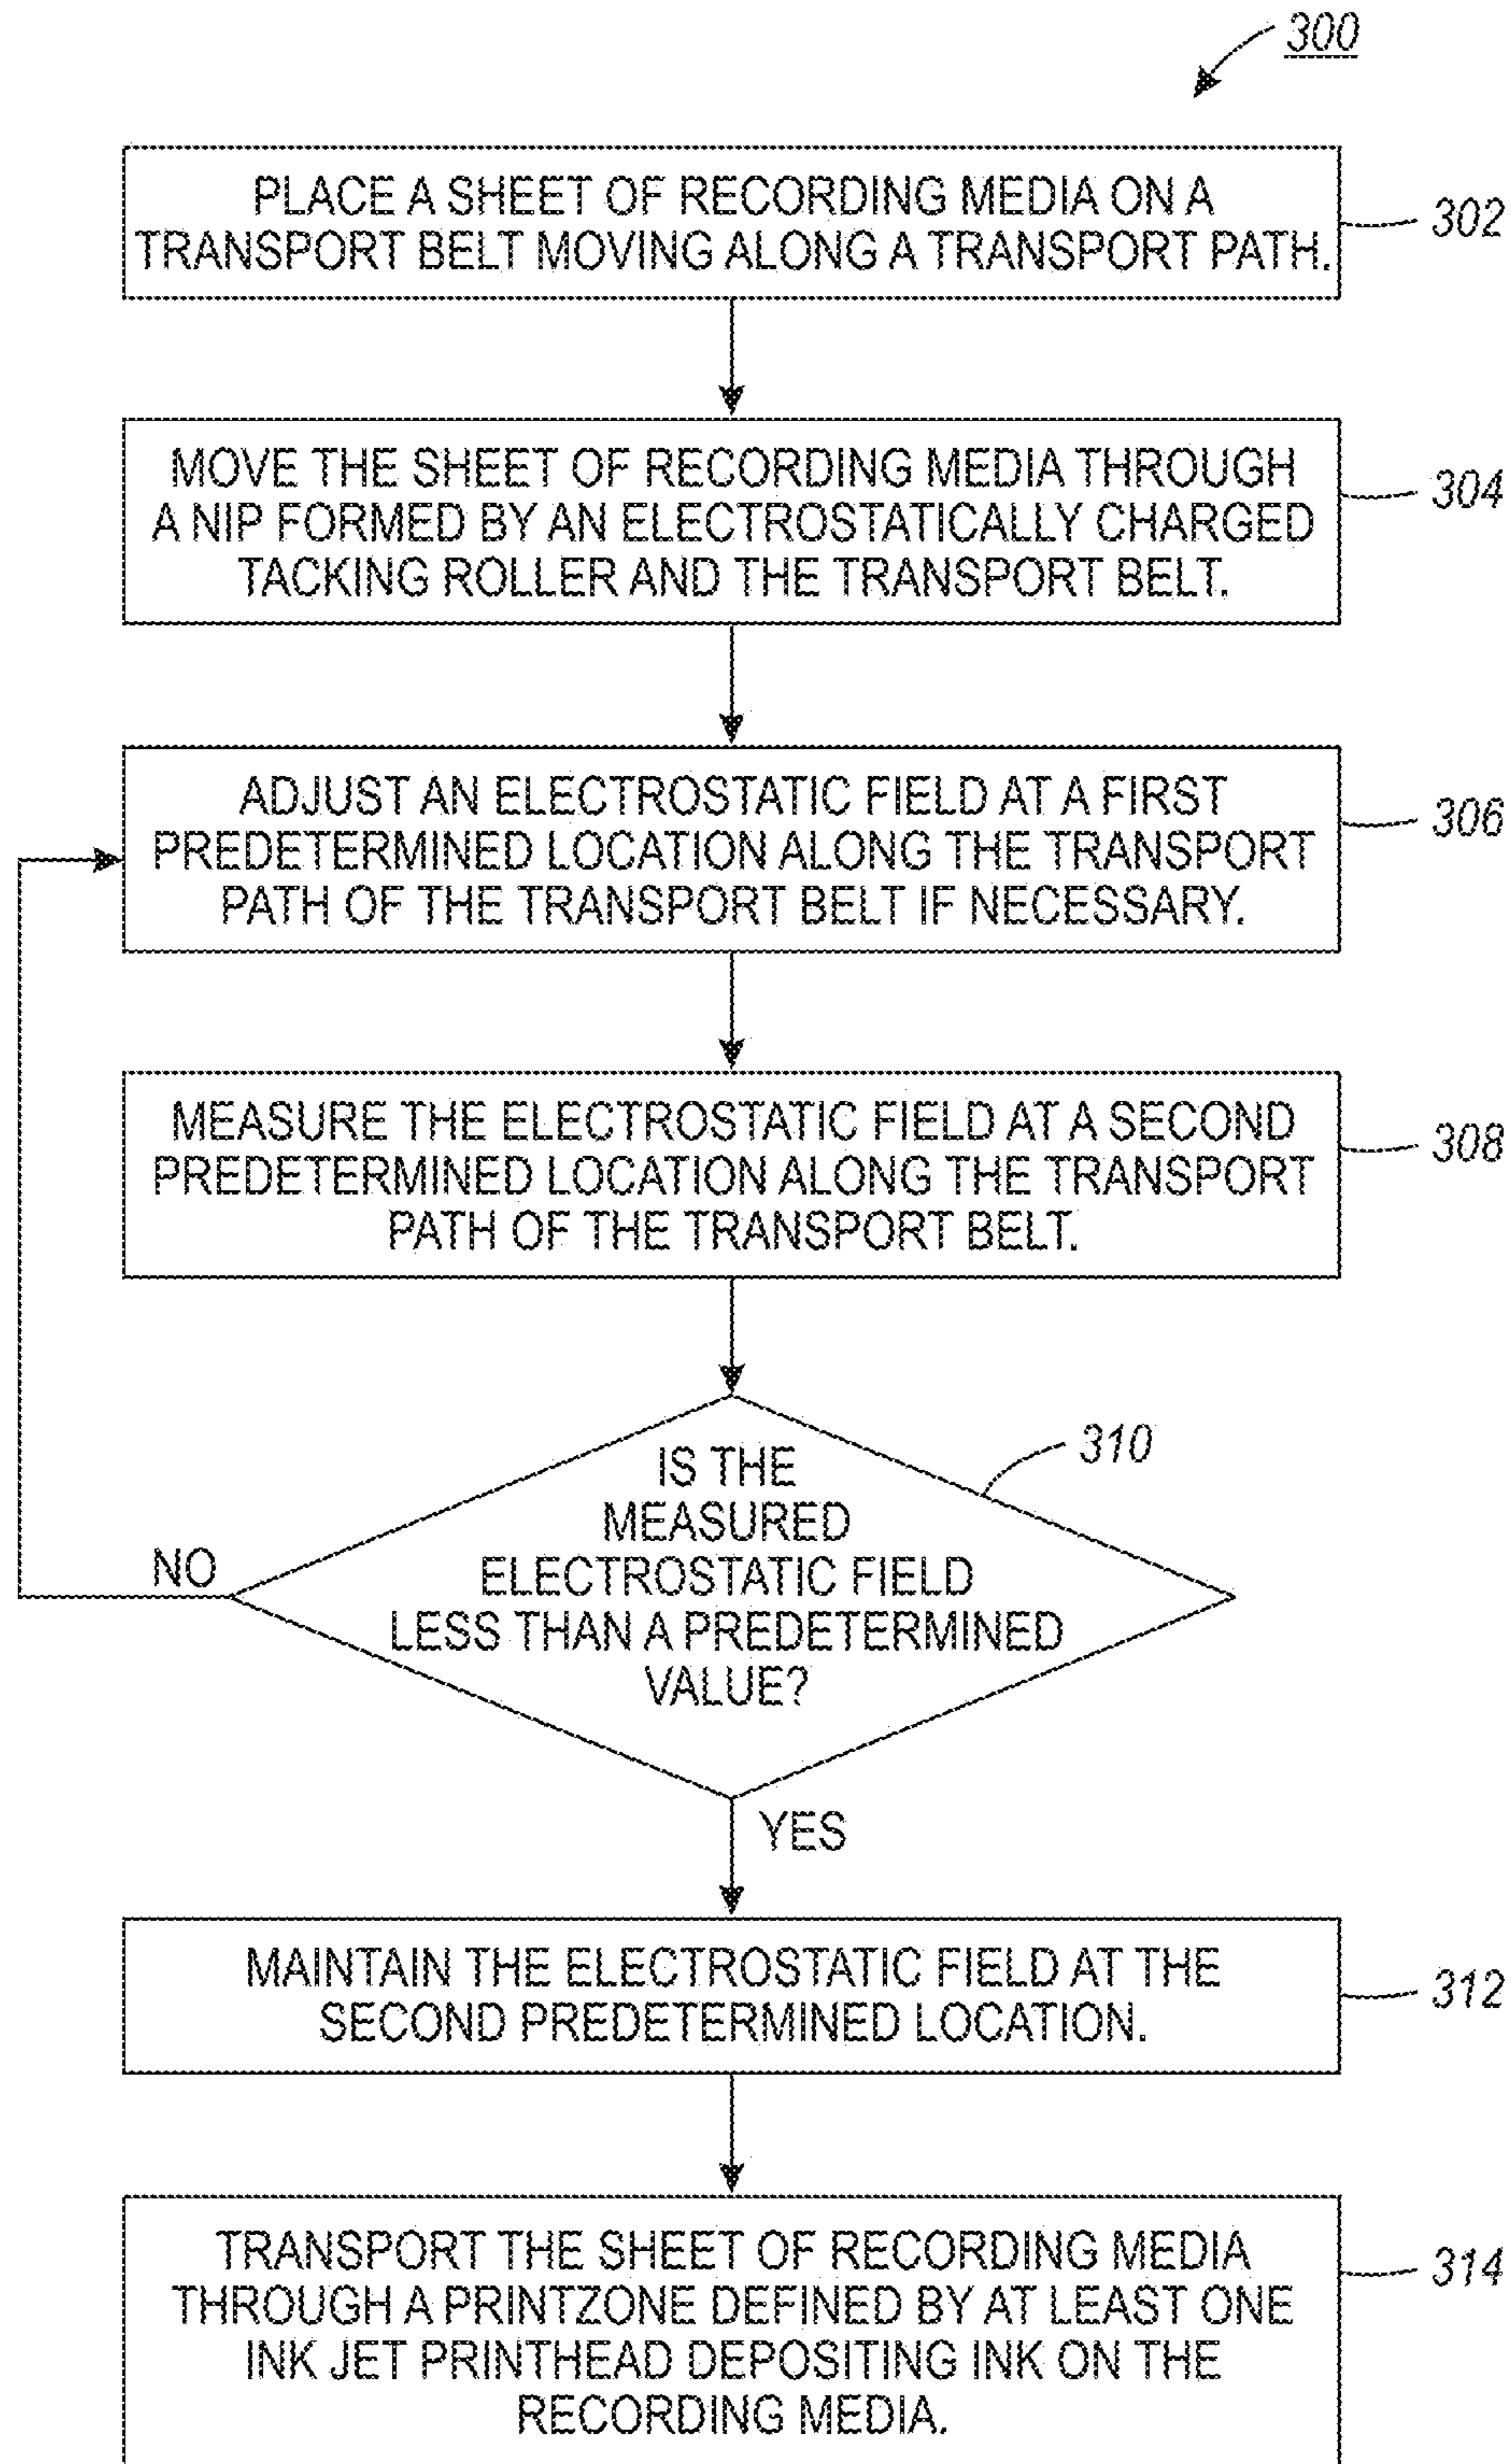 300
PLACE A SHEET OF RECORDING MEDIA ON A
TRANSPORT BELT MOVING ALONG A TRANSPORT PATH.
302
MOVE THE SHEET OF RECORDING MEDIA THROUGH
A NIP FORMED BY AN ELECTROSTATICALLY CHARGED
TACKING ROLLER AND THE TRANSPORT BELT.
304
ADJUST AN ELECTROSTATIC FIELD AT A FIRST
PREDETERMINED LOCATION ALONG THE TRANSPORT
PATH OF THE TRANSPORT BELT IF NECESSARY.
306
MEASURE THE ELECTROSTATIC FIELD AT A SECOND
PREDETERMINED LOCATION ALONG THE TRANSPORT
PATH OF THE TRANSPORT BELT.
308
IS THE
MEASURED
ELECTROSTATIC FIELD
LESS THAN A PREDETERMINED
VALUE?
310
NO
YES
MAINTAIN THE ELECTROSTATIC FIELD AT THE
SECOND PREDETERMINED LOCATION.
312
TRANSPORT THE SHEET OF RECORDING MEDIA
THROUGH A PRINTZONE DEFINED BY AT LEAST ONE
INK JET PRINTHEAD DEPOSITING INK ON THE
RECORDING MEDIA.
314